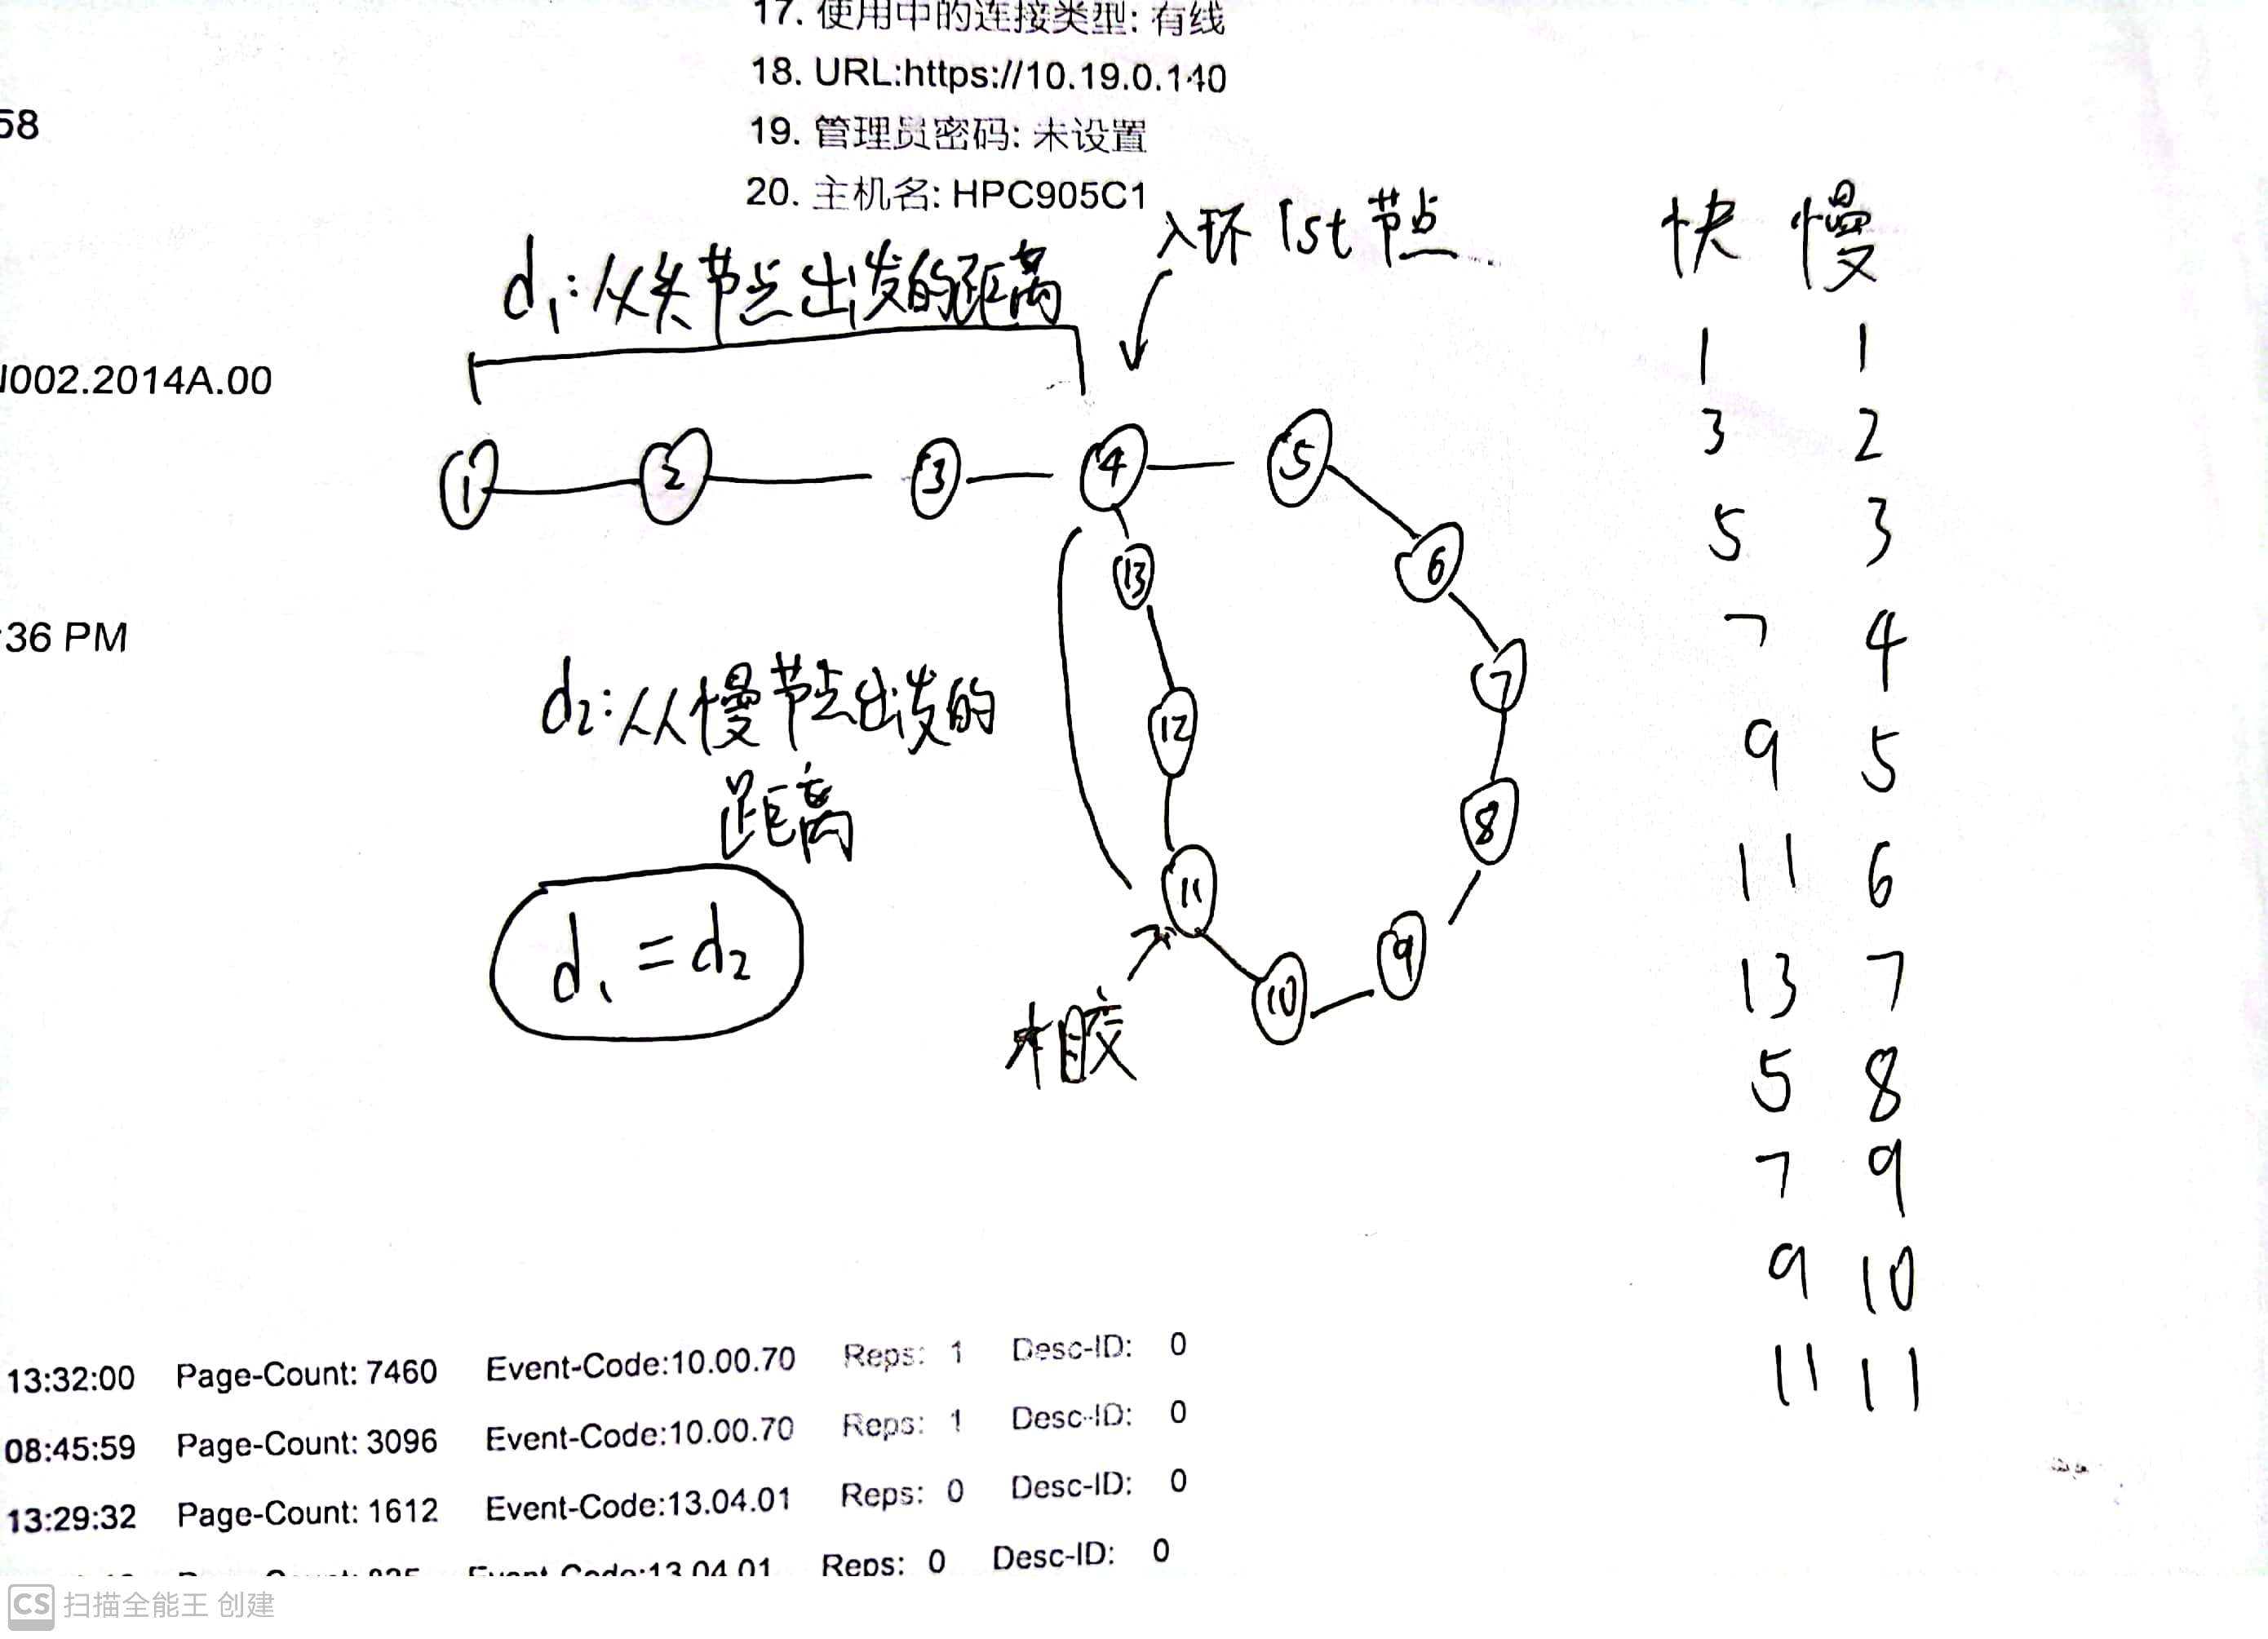 17. 使用中的连接类型: 有线
18. URL:https://10.19.0.140
19. 管理员密码: 未设置
20. 主机名: HPC905C1
58
002.2014A.00
:36 PM
入环 1st 节点
d₁:从头节点出发的距离
1
2
3
4
5
6
7
8
9
10
11
12
13
d₂:从慢节点出发的
距离
d₁ = d₂
相交
快 慢
1 1
3 2
5 3
7 4
9 5
11 6
13 7
5 8
7 9
9 10
11 11
13:32:00 Page-Count: 7460 Event-Code:10.00.70 Reps: 1 Desc-ID: 0
08:45:59 Page-Count: 3096 Event-Code:10.00.70 Reps: 1 Desc-ID: 0
13:29:32 Page-Count: 1612 Event-Code:13.04.01 Reps: 0 Desc-ID: 0
Event-Code:13.04.01 Reps: 0 Desc-ID: 0
CS 扫描全能王 创建